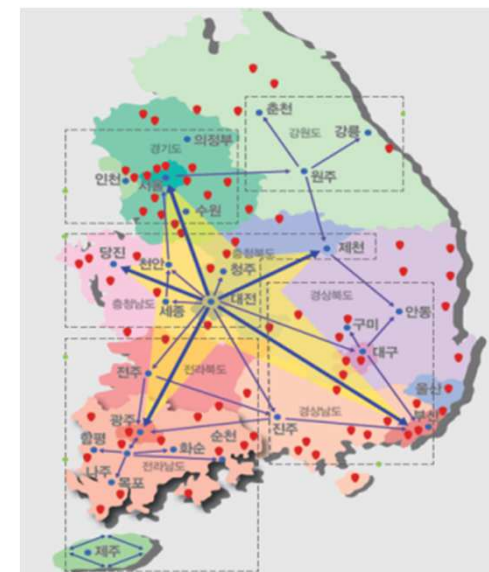 춘천
강원도
강릉
의정부
경기도
인천
서울
원주
수원
당진
천안
청주
충청북도
제천
충청남도
세종
대전
경상북도
안동
구미
대구
전주
전라북도
울산
경상남도
부산
광주
진주
함평
화순
순천
나주
목포
전라남도
제주